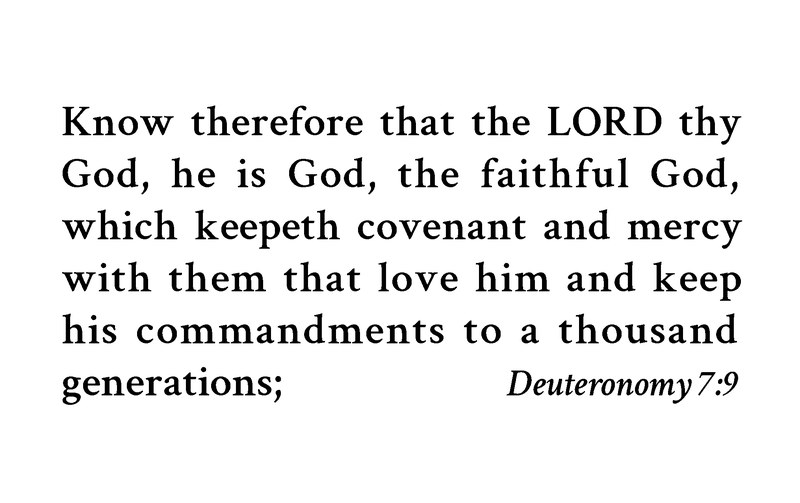 Know therefore that the LORD thy
God, he is God, the faithful God,
which keepeth covenant and mercy
with them that love him and keep
his commandments to a thousand
generations; Deuteronomy 7:9